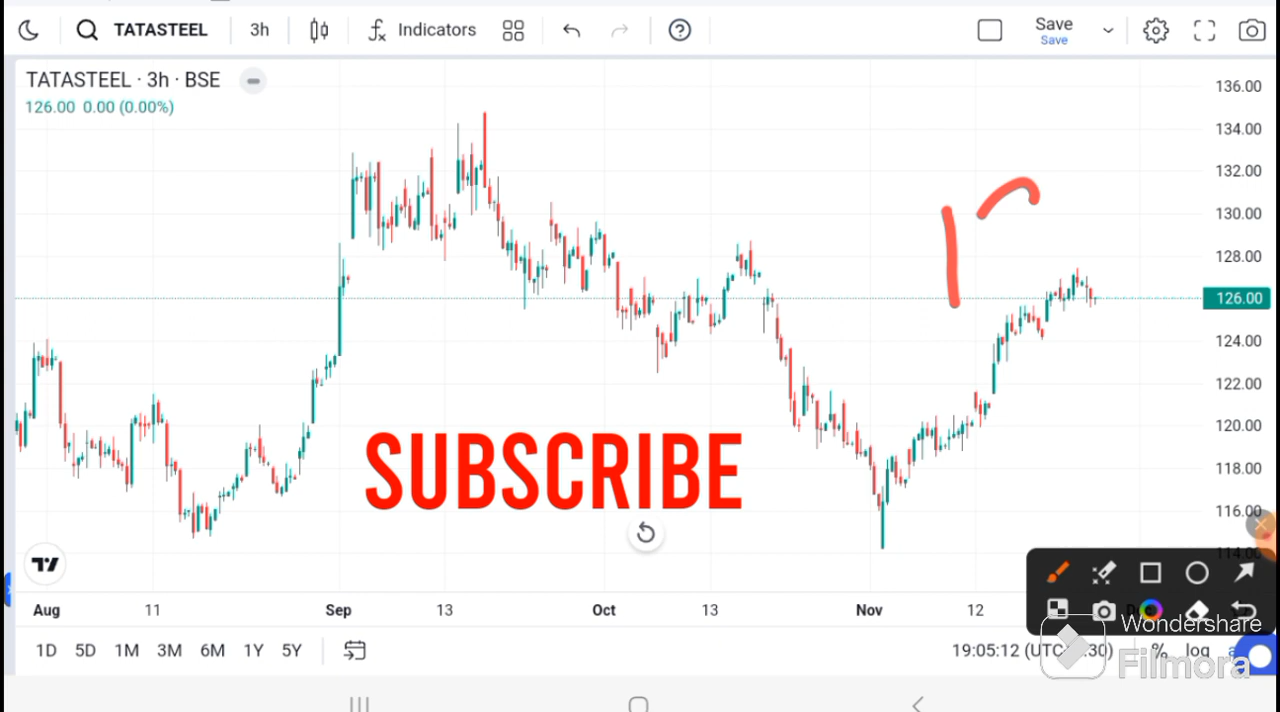 TATASTEEL 3h Indicators Save
Save
TATASTEEL · 3h · BSE
126.00 0.00 (0.00%)
136.00
134.00
132.00
130.00
128.00
126.00
124.00
122.00
120.00
118.00
116.00
114.00
SUBSCRIBE
Aug 11 Sep 13 Oct 13 Nov 12
1D 5D 1M 3M 6M 1Y 5Y 19:05:12 % log
Wondershare
Filmora